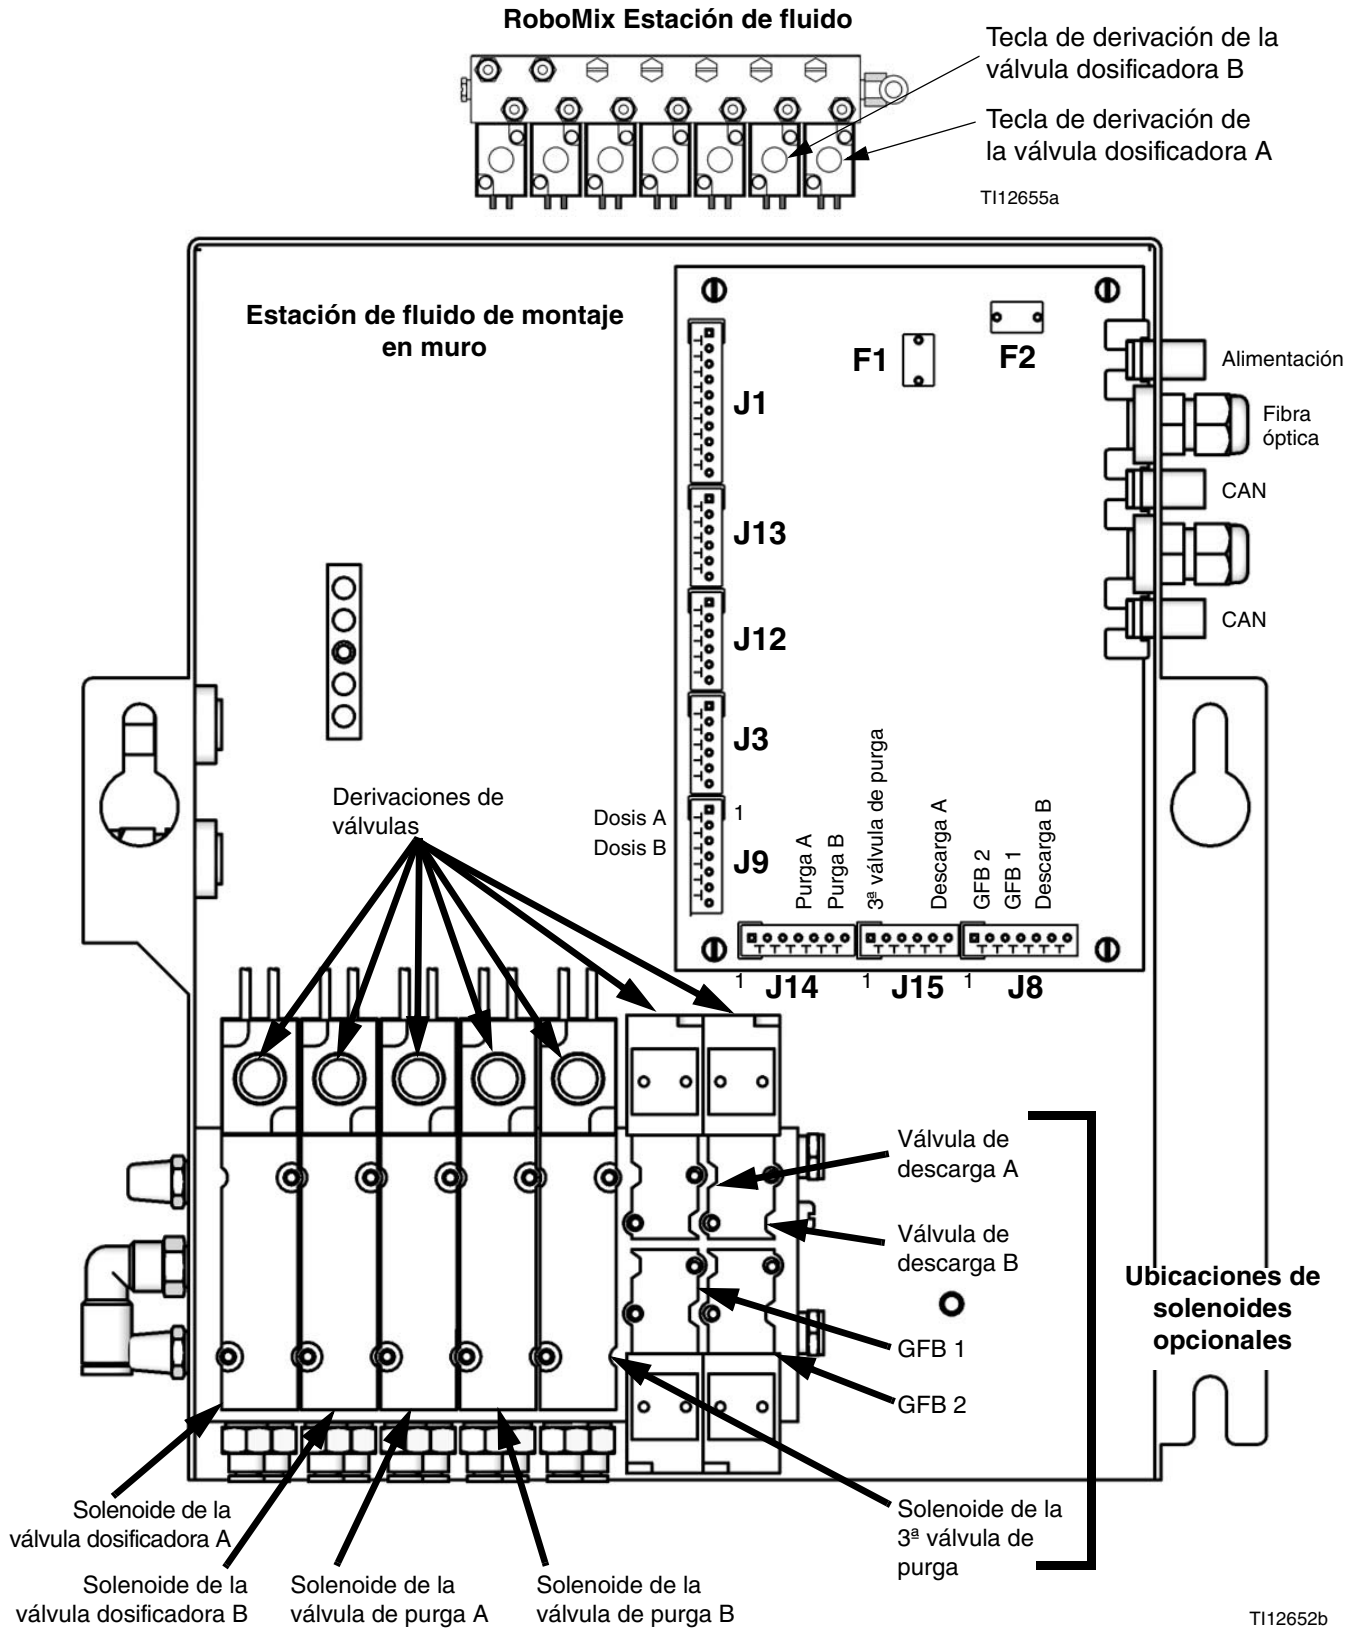 RoboMix Estación de fluido
Tecla de derivación de la
válvula dosificadora B
Tecla de derivación de
la válvula dosificadora A
TI12655a
Estación de fluido de montaje
en muro
F1
F2
Alimentación
Fibra
óptica
CAN
CAN
J1
J13
J12
J3
J9
Derivaciones de
válvulas
Dosis A
Dosis B
1
Purga A
Purga B
3ª válvula de purga
Descarga A
GFB 2
GFB 1
Descarga B
1 J14
1 J15
1 J8
Válvula de
descarga A
Válvula de
descarga B
GFB 1
GFB 2
Ubicaciones de
solenoides
opcionales
Solenoide de la
3ª válvula de
purga
Solenoide de la
válvula dosificadora A
Solenoide de la
válvula dosificadora B
Solenoide de la
válvula de purga A
Solenoide de la
válvula de purga B
TI12652b